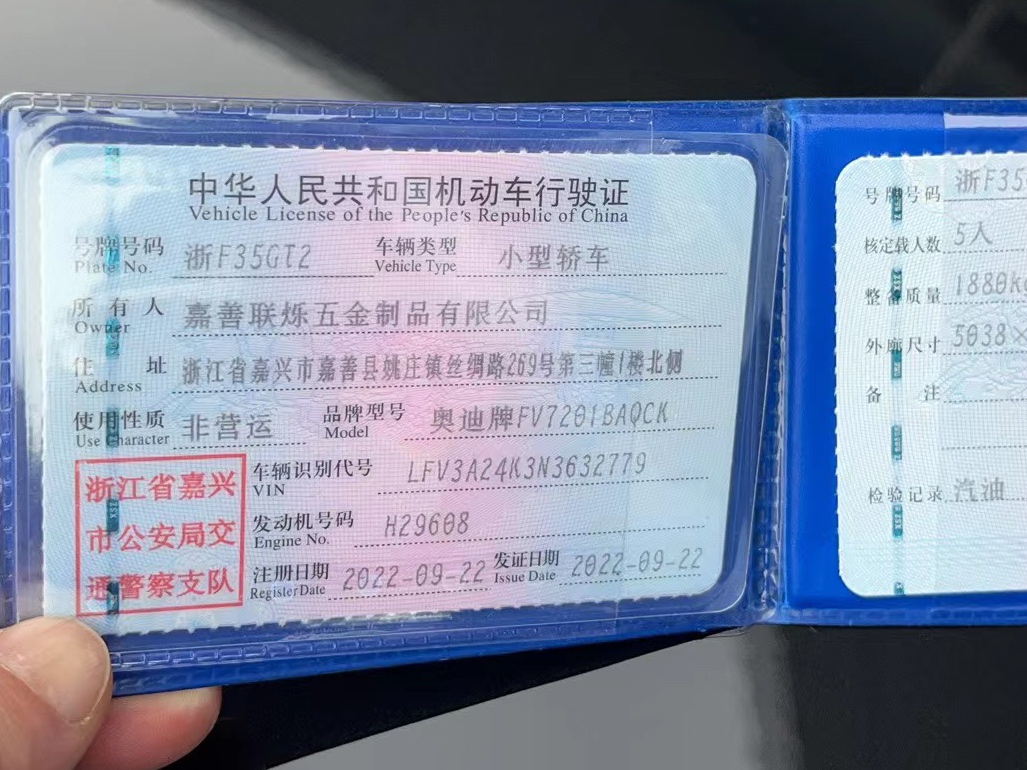 中华人民共和国机动车行驶证
Vehicle License of the People's Republic of China
号牌号码 浙F35GT2 车辆类型 小型轿车
Plate No. Vehicle Type
所有人 嘉善联烁五金制品有限公司
Owner
住址 浙江省嘉兴市嘉善县姚庄镇丝绸路269号第三幢1楼北侧
Address
使用性质 非营运 品牌型号 奥迪牌FV7201BAQCK
Use Character Model
浙江省嘉兴
市公安局交
通警察支队
车辆识别代号 LFV3A24K3N3632779
VIN
发动机号码 H29608
Engine No.
注册日期 2022-09-22 发证日期 2022-09-22
Register Date Issue Date
号牌号码 浙F35
核定载人数 5人
整备质量 1880kg
外廓尺寸 5038×
备注
检验记录 汽油